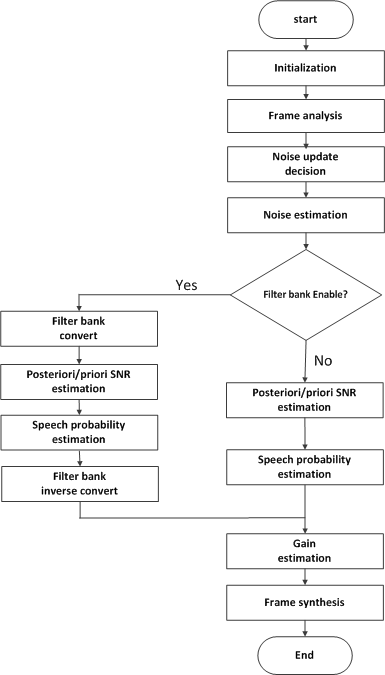 start
Initialization
Frame analysis
Noise update
decision
Noise estimation
Filter bank Enable?
Yes
Filter bank
convert
Posteriori/priori SNR
estimation
Speech probability
estimation
Filter bank
inverse convert
No
Posteriori/priori SNR
estimation
Speech probability
estimation
Gain
estimation
Frame synthesis
End